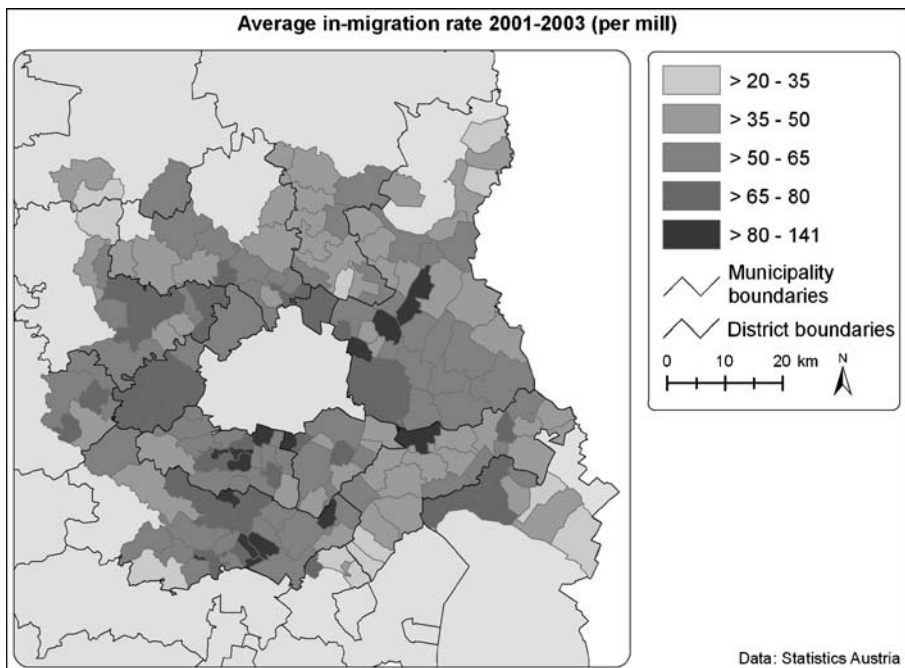 Average in-migration rate 2001-2003 (per mill)
> 20 - 35
> 35 - 50
> 50 - 65
> 65 - 80
> 80 - 141
Municipality
boundaries
District boundaries
0 10 20 km
N
Data: Statistics Austria